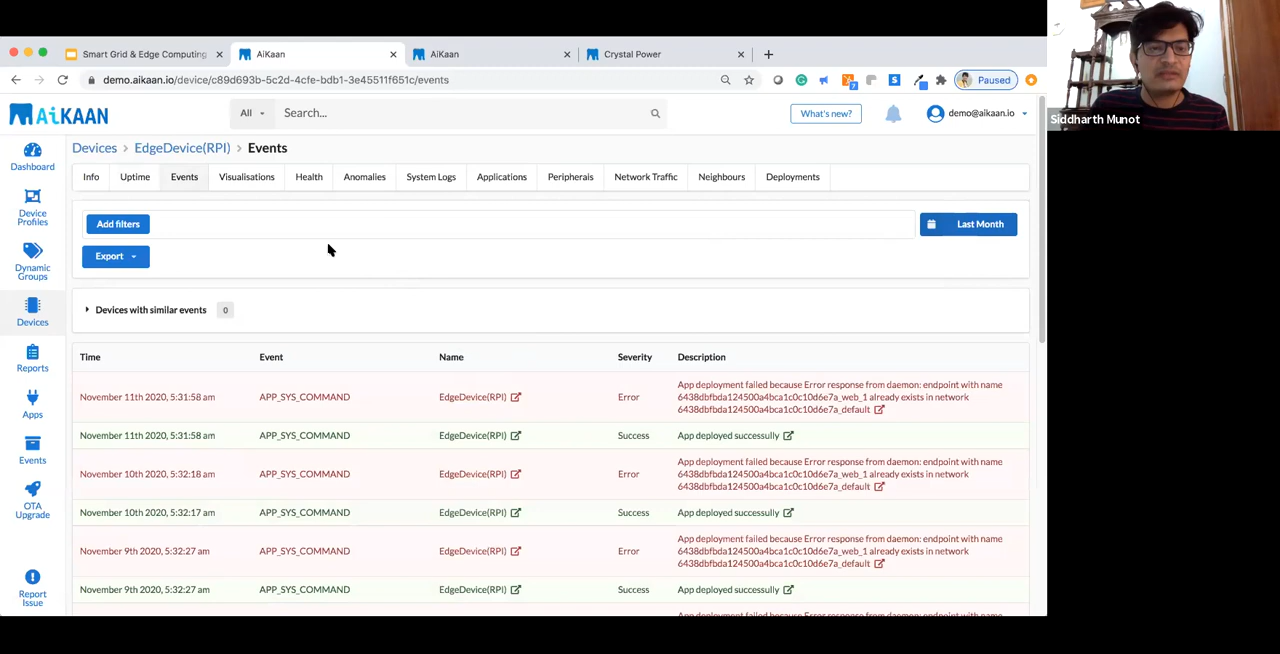 Smart Grid & Edge Computing
AiKaan
AiKaan
Crystal Power
demo.aikaan.io/device/c89d693b-5c2d-4cfe-bdb1-3e45511f651c/events
7
Paused
AiKAAN
All
Search...
What's new?
demo@aikaan.io
Siddharth Munot
Devices > EdgeDevice(RPI) > Events
Dashboard
Device
Profiles
Dynamic
Groups
Devices
Reports
Apps
Events
OTA
Upgrade
Report
Issue
Info Uptime Events Visualisations Health Anomalies System Logs Applications Peripherals Network Traffic Neighbours Deployments
Add filters
Last Month
Export
Devices with similar events 0
Time Event Name Severity Description
November 11th 2020, 5:31:58 am APP_SYS_COMMAND EdgeDevice(RPI) Error App deployment failed because Error response from daemon: endpoint with name
6438dbfbda124500a4bca1c0c10d6e7a_web_1 already exists in network
6438dbfbda124500a4bca1c0c10d6e7a_default
November 11th 2020, 5:31:58 am APP_SYS_COMMAND EdgeDevice(RPI) Success App deployed successfully
November 10th 2020, 5:32:18 am APP_SYS_COMMAND EdgeDevice(RPI) Error App deployment failed because Error response from daemon: endpoint with name
6438dbfbda124500a4bca1c0c10d6e7a_web_1 already exists in network
6438dbfbda124500a4bca1c0c10d6e7a_default
November 10th 2020, 5:32:17 am APP_SYS_COMMAND EdgeDevice(RPI) Success App deployed successfully
November 9th 2020, 5:32:27 am APP_SYS_COMMAND EdgeDevice(RPI) Error App deployment failed because Error response from daemon: endpoint with name
6438dbfbda124500a4bca1c0c10d6e7a_web_1 already exists in network
6438dbfbda124500a4bca1c0c10d6e7a_default
November 9th 2020, 5:32:27 am APP_SYS_COMMAND EdgeDevice(RPI) Success App deployed successfully